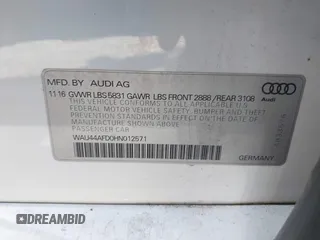 MFD. BY AUDI AG
11 16 GVWR LBS 5831 GAWR LBS FRONT 2888 / REAR 3108
THIS VEHICLE CONFORMS TO ALL APPLICABLE U.S.
FEDERAL MOTOR VEHICLE SAFETY, BUMPER, AND
THEFT PREVENTION STANDARDS IN EFFECT ON THE
DATE OF MANUFACTURE SHOWN ABOVE
PASSENGER CAR
WAU44AFD0HN012571
Audi
GERMANY
DREAMBID